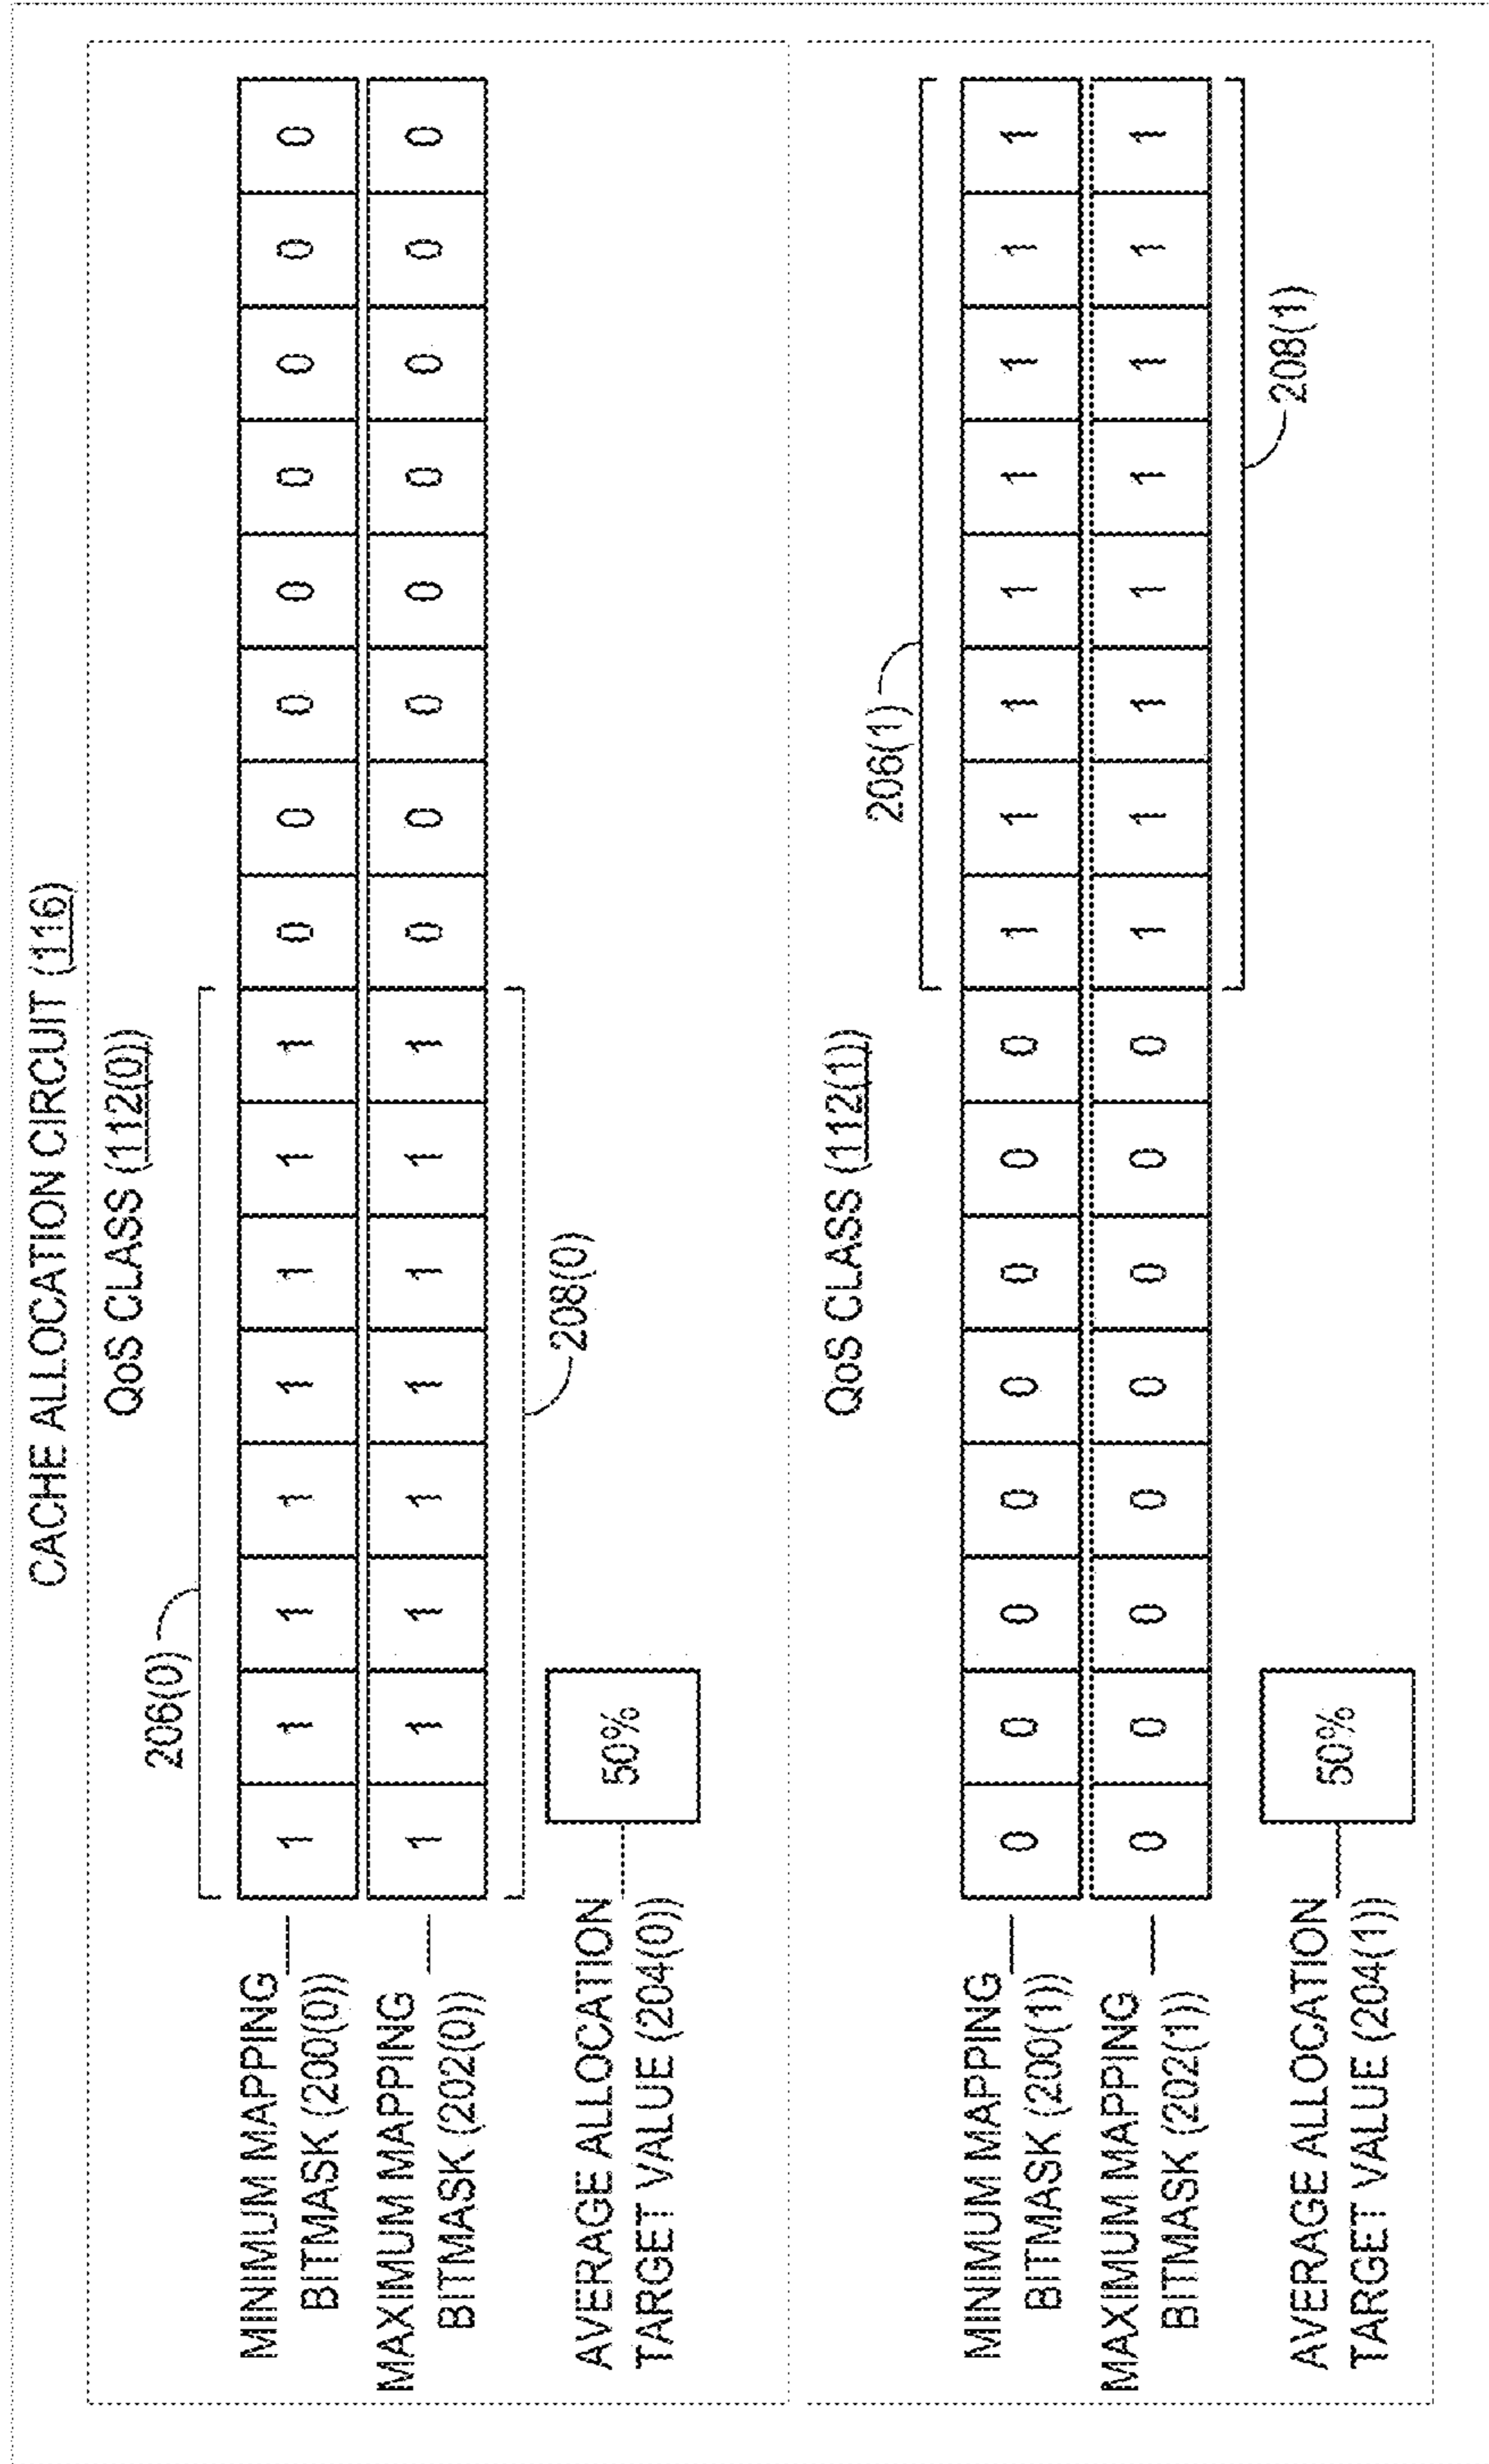 CACHE ALLOCATION CIRCUIT (116)
QoS CLASS (112(0))
206(0)
MINIMUM MAPPING
BITMASK (200(0))
1 1 1 1 1 1 1 1 0 0 0 0 0 0 0 0
MAXIMUM MAPPING
BITMASK (202(0))
1 1 1 1 1 1 1 1 0 0 0 0 0 0 0 0
208(0)
AVERAGE ALLOCATION
TARGET VALUE (204(0))
50%
QoS CLASS (112(1))
206(1)
MINIMUM MAPPING
BITMASK (200(1))
0 0 0 0 0 0 0 0 1 1 1 1 1 1 1 1
MAXIMUM MAPPING
BITMASK (202(1))
0 0 0 0 0 0 0 0 1 1 1 1 1 1 1 1
208(1)
AVERAGE ALLOCATION
TARGET VALUE (204(1))
50%